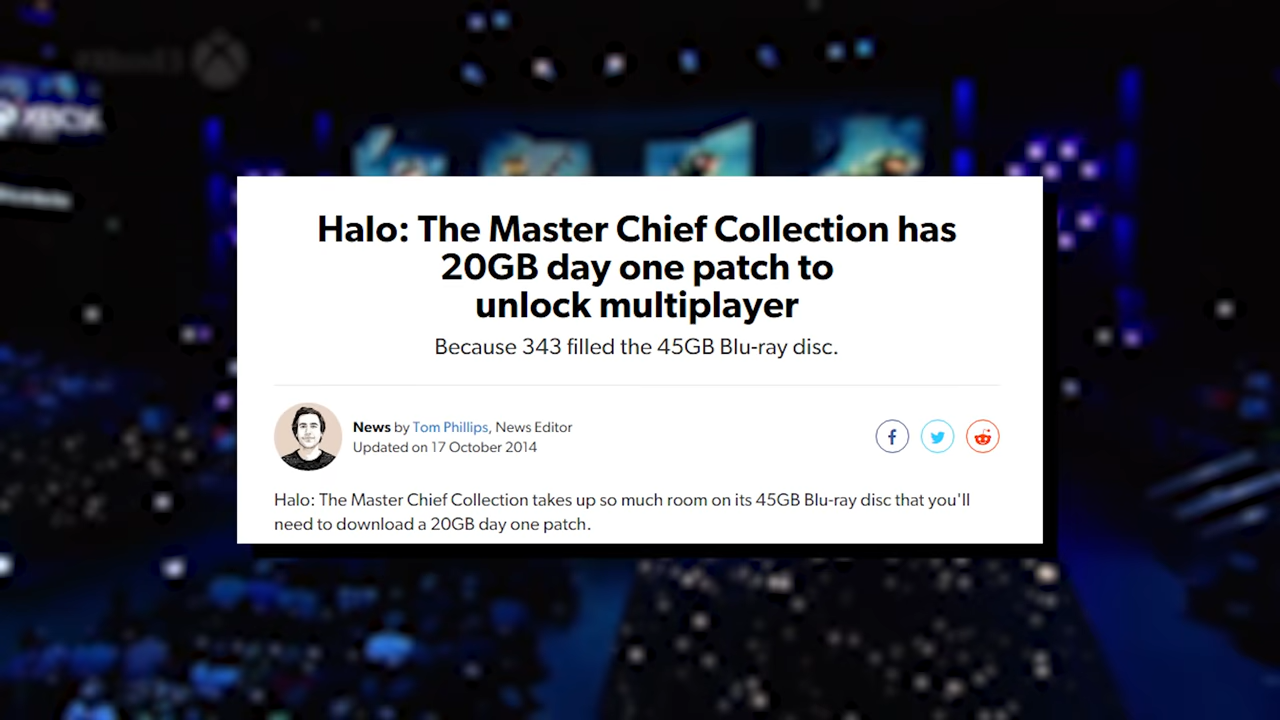 XBOX
Halo: The Master Chief Collection has
20GB day one patch to
unlock multiplayer
Because 343 filled the 45GB Blu-ray disc.
News by Tom Phillips, News Editor
Updated on 17 October 2014
Halo: The Master Chief Collection takes up so much room on its 45GB Blu-ray disc that you'll
need to download a 20GB day one patch.